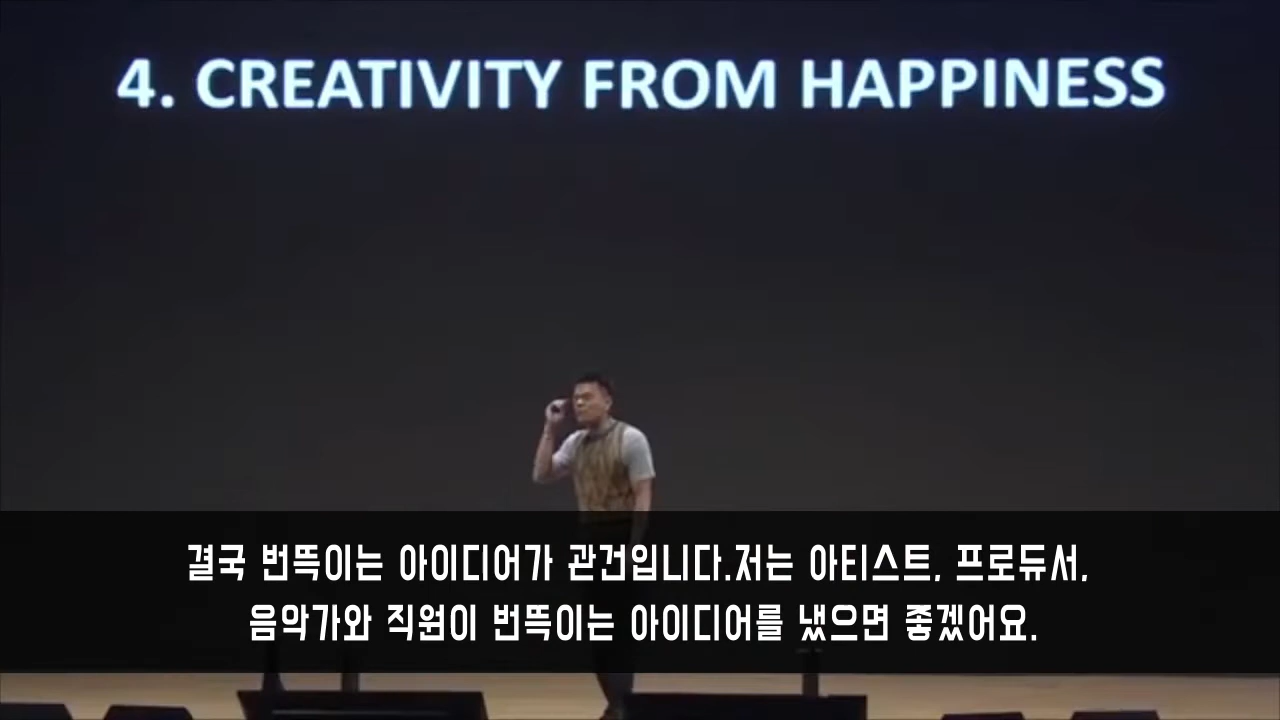 4. CREATIVITY FROM HAPPINESS
결국 번뜩이는 아이디어가 관건입니다.저는 아티스트, 프로듀서,
음악가와 직원이 번뜩이는 아이디어를 냈으면 좋겠어요.